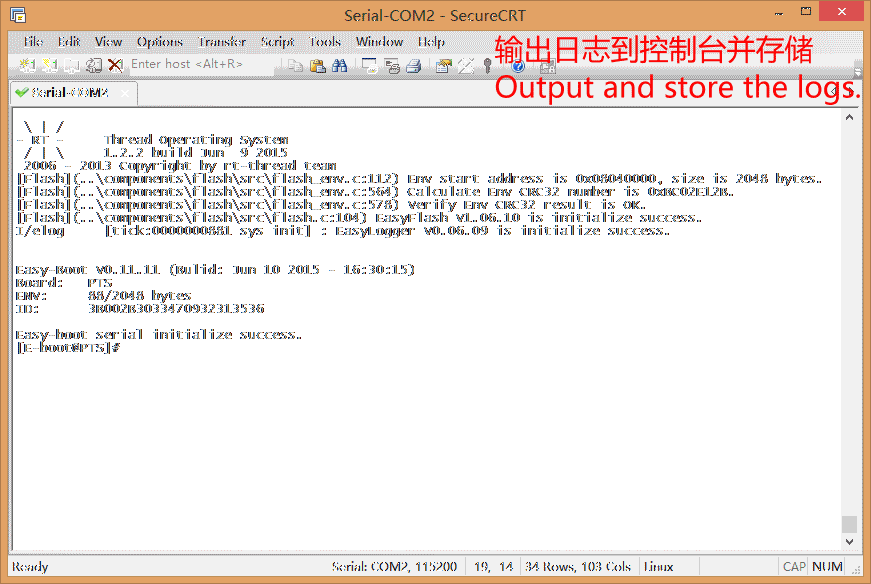 Serial-COM2 - SecureCRT
File Edit View Options Transfer Script Tools Window Help
输出日志到控制台并存储
Enter host <Alt+R>
Output and store the logs.
Serial-COM2
\ | /
- RT - Thread Operating System
/ | \ 1.2.2 build Jun 9 2015
2006 - 2013 Copyright by rt-thread team
[Flash](..\components\flash\src\flash_env.c:112) Env start address is 0x08040000, size is 2048 bytes.
[Flash](..\components\flash\src\flash_env.c:564) Calculate Env CRC32 number is 0xBC02E12B.
[Flash](..\components\flash\src\flash_env.c:578) Verify Env CRC32 result is OK.
[Flash](..\components\flash\src\flash.c:104) EasyFlash V1.06.10 is initialize success.
I/elog [tick:0000000881 sys init] : EasyLogger V0.06.09 is initialize success.
Easy-Boot V0.11.11 (Bulid: Jun 10 2015 - 16:30:15)
Board: PTS
ENV: 88/2048 bytes
ID: 3B002B3033470932313536
Easy-boot serial initialize success.
[E-boot@PTS]#
Ready Serial: COM2, 115200 19, 14 34 Rows, 103 Cols Linux CAP NUM